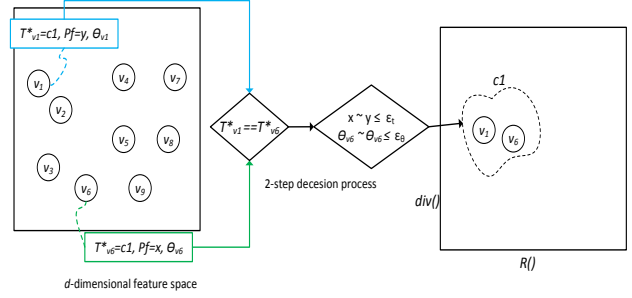 T*v1=c1, Pf=y, Θv1
v1
v2
v3
v4
v5
v6
v7
v8
v9
T*v6=c1, Pf=x, Θv6
d-dimensional feature space
T*v1==T*v6
x ~ y ≤ εt
Θv6 ~Θv6 ≤ εθ
2-step decesion process
c1
v1
v6
div()
R()